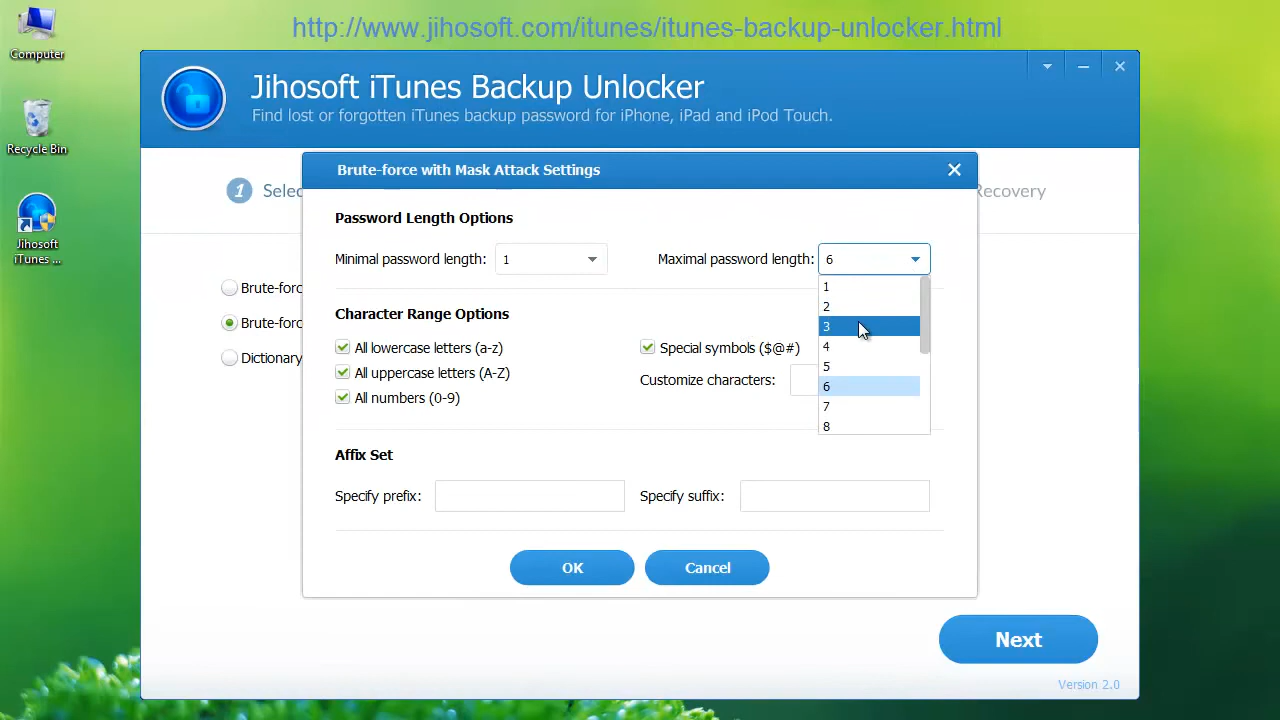 http://www.jihosoft.com/itunes/itunes-backup-unlocker.html
Computer
Recycle Bin
Jihosoft
iTunes ...
Jihosoft iTunes Backup Unlocker
Find lost or forgotten iTunes backup password for iPhone, iPad and iPod Touch.
1 Selec
Recovery
Brute-forc
Brute-forc
Dictionary
Brute-force with Mask Attack Settings
Password Length Options
Minimal password length: 1 Maximal password length: 6
1
2
3
4
5
6
7
8
Character Range Options
All lowercase letters (a-z) Special symbols ($@#)
All uppercase letters (A-Z) Customize characters:
All numbers (0-9)
Affix Set
Specify prefix: Specify suffix:
OK Cancel
Next
Version 2.0